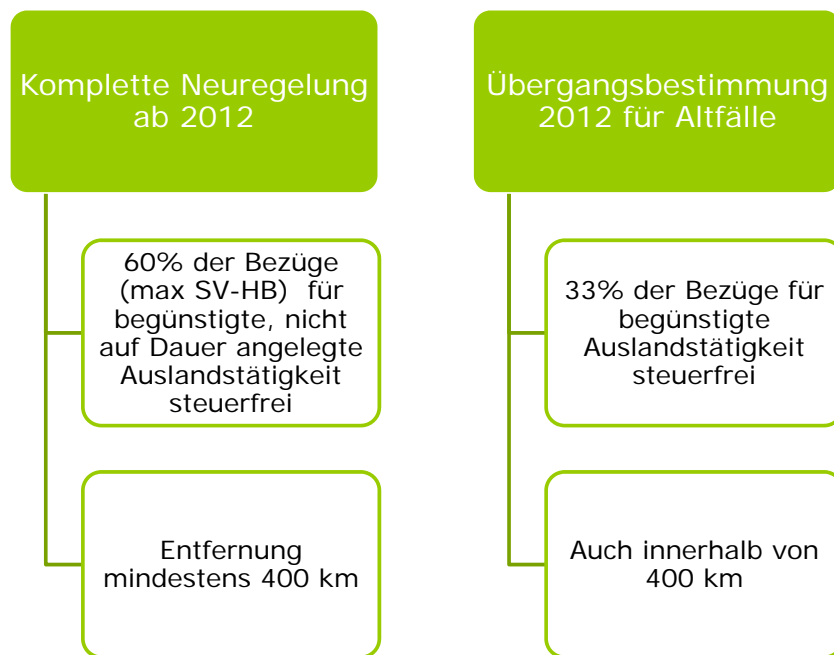 Komplette Neuregelung
ab 2012
60% der Bezüge
(max SV-HB) für
begünstigte, nicht
auf Dauer angelegte
Auslandstätigkeit
steuerfrei
Entfernung
mindestens 400 km
Übergangsbestimmung
2012 für Altfälle
33% der Bezüge für
begünstigte
Auslandstätigkeit
steuerfrei
Auch innerhalb von
400 km